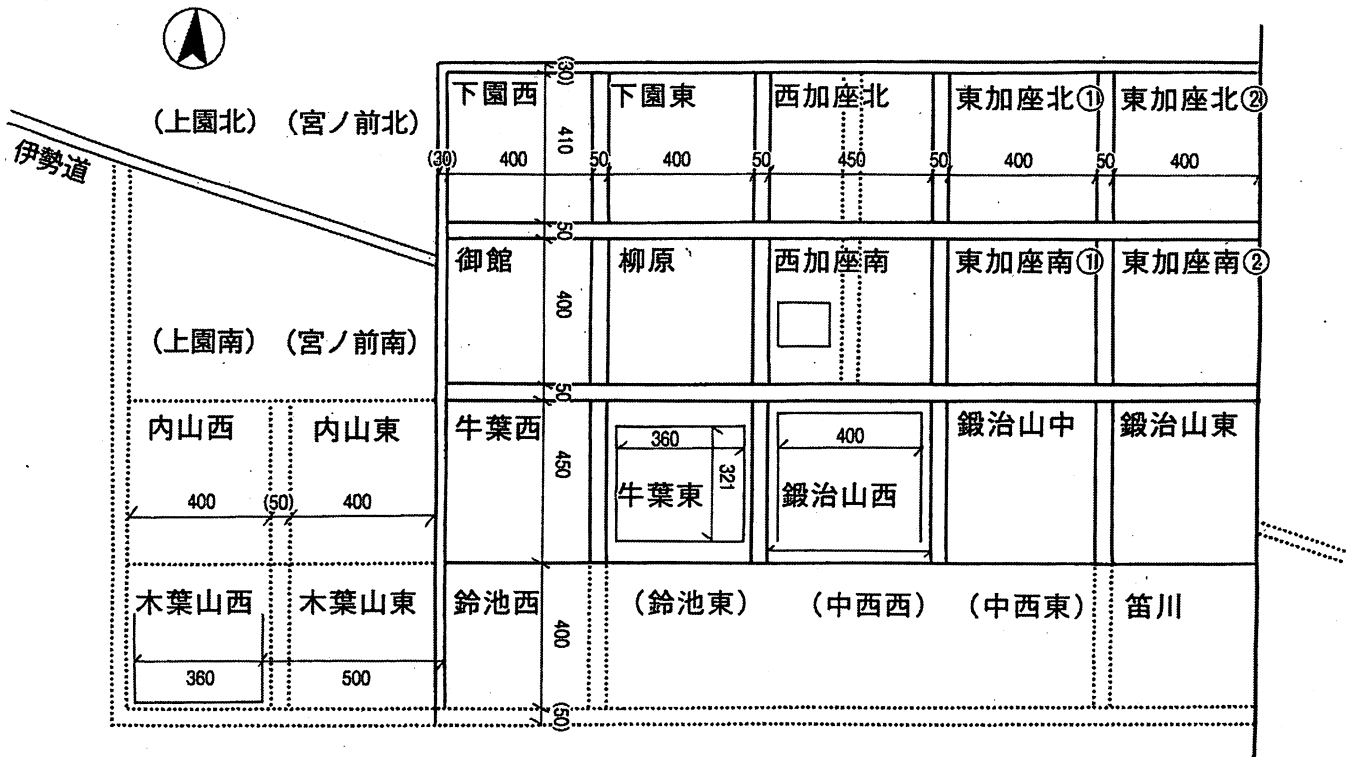 (30)
下園西 下園東 西加座北 東加座北① 東加座北②
(上園北) (宮ノ前北)
伊勢道
410
(30) 400 50 400 50 450 50 400 50 400
50
御館 柳原 西加座南 東加座南① 東加座南②
400
(上園南) (宮ノ前南)
50
内山西 内山東 牛葉西 鍛冶山中 鍛冶山東
360 400
450
321
牛葉東 鍛冶山西
400 (50) 400
木葉山西 木葉山東 鈴池西 (鈴池東) (中西西) (中西東) 笛川
400
360 500
(50)